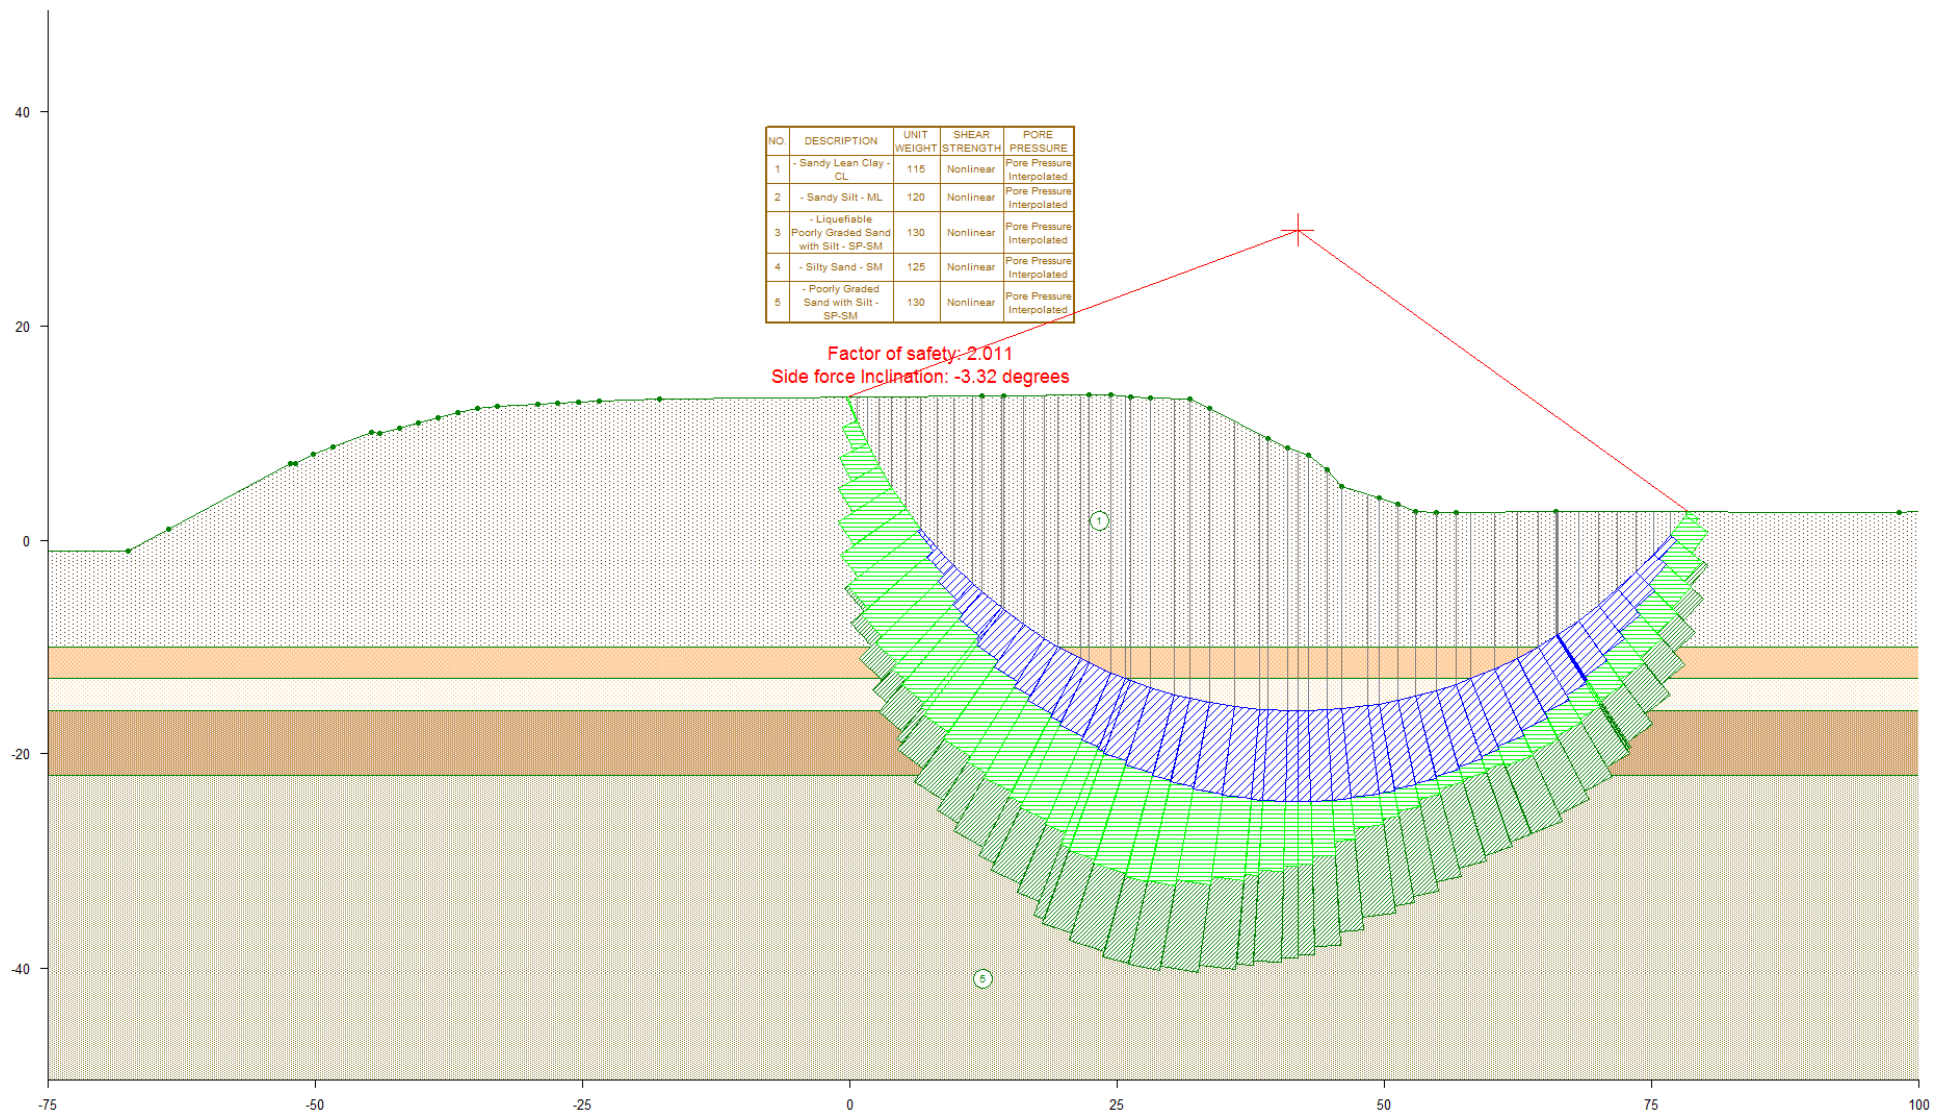 40
20
0
-20
-40
-75
-50
-25
0
25
50
75
100
NO.
DESCRIPTION
UNIT
WEIGHT
SHEAR
STRENGTH
PORE
PRESSURE
1
- Sandy Lean Clay -
CL
115
Nonlinear
Pore Pressure
Interpolated
2
- Sandy Silt - ML
120
Nonlinear
Pore Pressure
Interpolated
3
- Liquefiable
Poorly Graded Sand
with Silt - SP-SM
130
Nonlinear
Pore Pressure
Interpolated
4
- Silty Sand - SM
125
Nonlinear
Pore Pressure
Interpolated
5
- Poorly Graded
Sand with Silt -
SP-SM
130
Nonlinear
Pore Pressure
Interpolated
Factor of safety: 2.011
Side force Inclination: -3.32 degrees
1
5